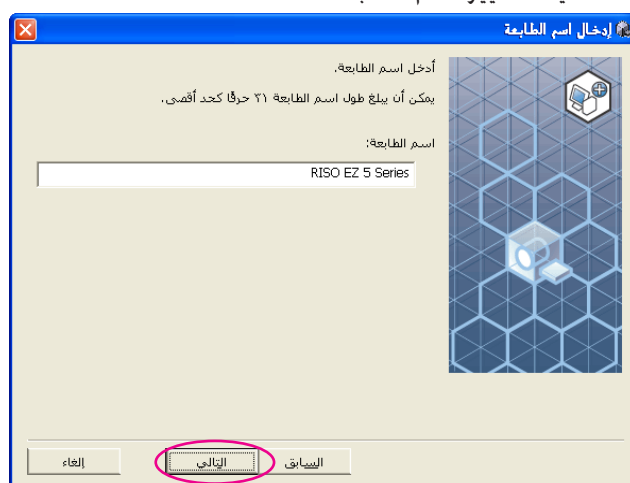 إدخال اسم الطابعة
أدخل اسم الطابعة.
يمكن أن يبلغ طول اسم الطابعة ٣١ حرفًا كحد أقصى.
اسم الطابعة:
RISO EZ 5 Series
السابق
التالي
إلغاء